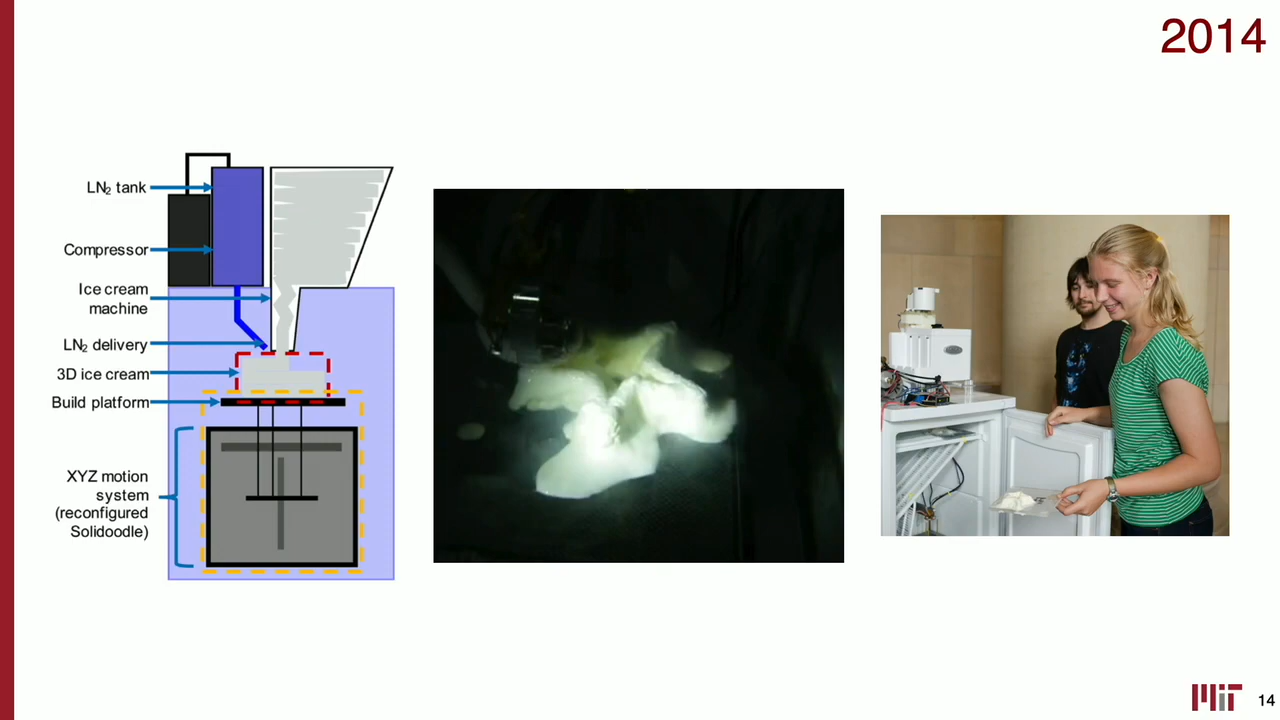 2014
LN₂ tank
Compressor
Ice cream
machine
LN₂ delivery
3D ice cream
Build platform
XYZ motion
system
(reconfigured
Solidoodle)
MIT
14